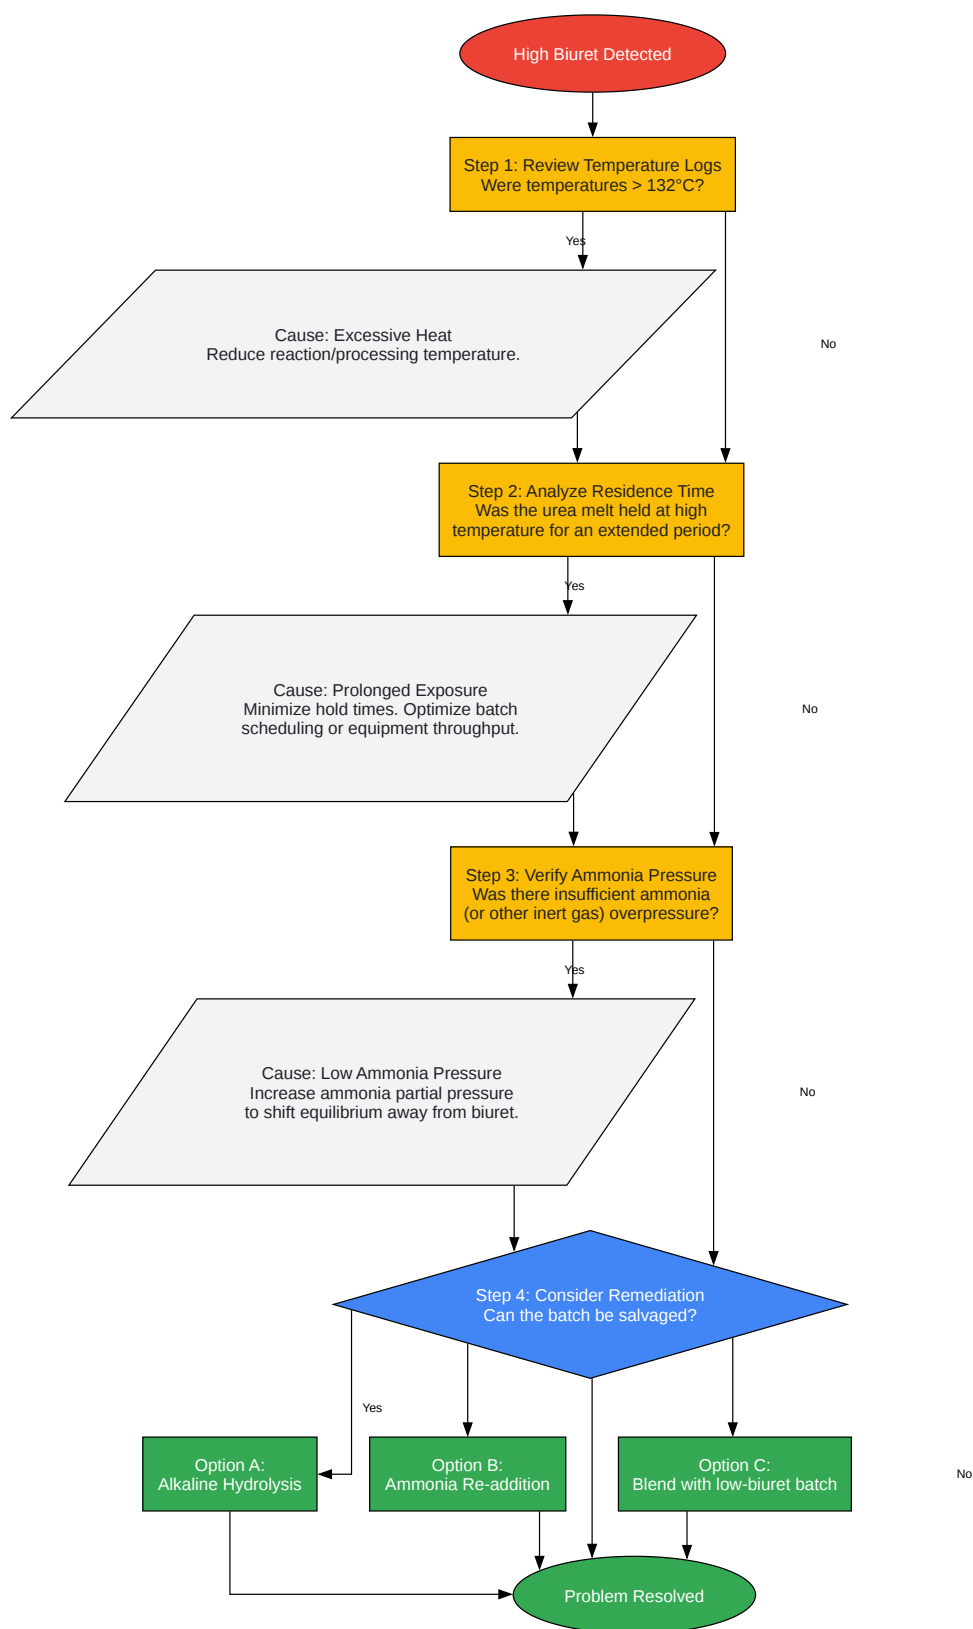 High Biuret Detected
Step 1: Review Temperature Logs
Were temperatures > 132°C?
Yes
Cause: Excessive Heat
Reduce reaction/processing temperature.
No
Step 2: Analyze Residence Time
Was the urea melt held at high
temperature for an extended period?
Yes
Cause: Prolonged Exposure
Minimize hold times. Optimize batch
scheduling or equipment throughput.
No
Step 3: Verify Ammonia Pressure
Was there insufficient ammonia
(or other inert gas) overpressure?
Yes
Cause: Low Ammonia Pressure
Increase ammonia partial pressure
to shift equilibrium away from biuret.
No
Step 4: Consider Remediation
Can the batch be salvaged?
Yes
Option A:
Alkaline Hydrolysis
Option B:
Ammonia Re-addition
Option C:
Blend with low-biuret batch
No
Problem Resolved